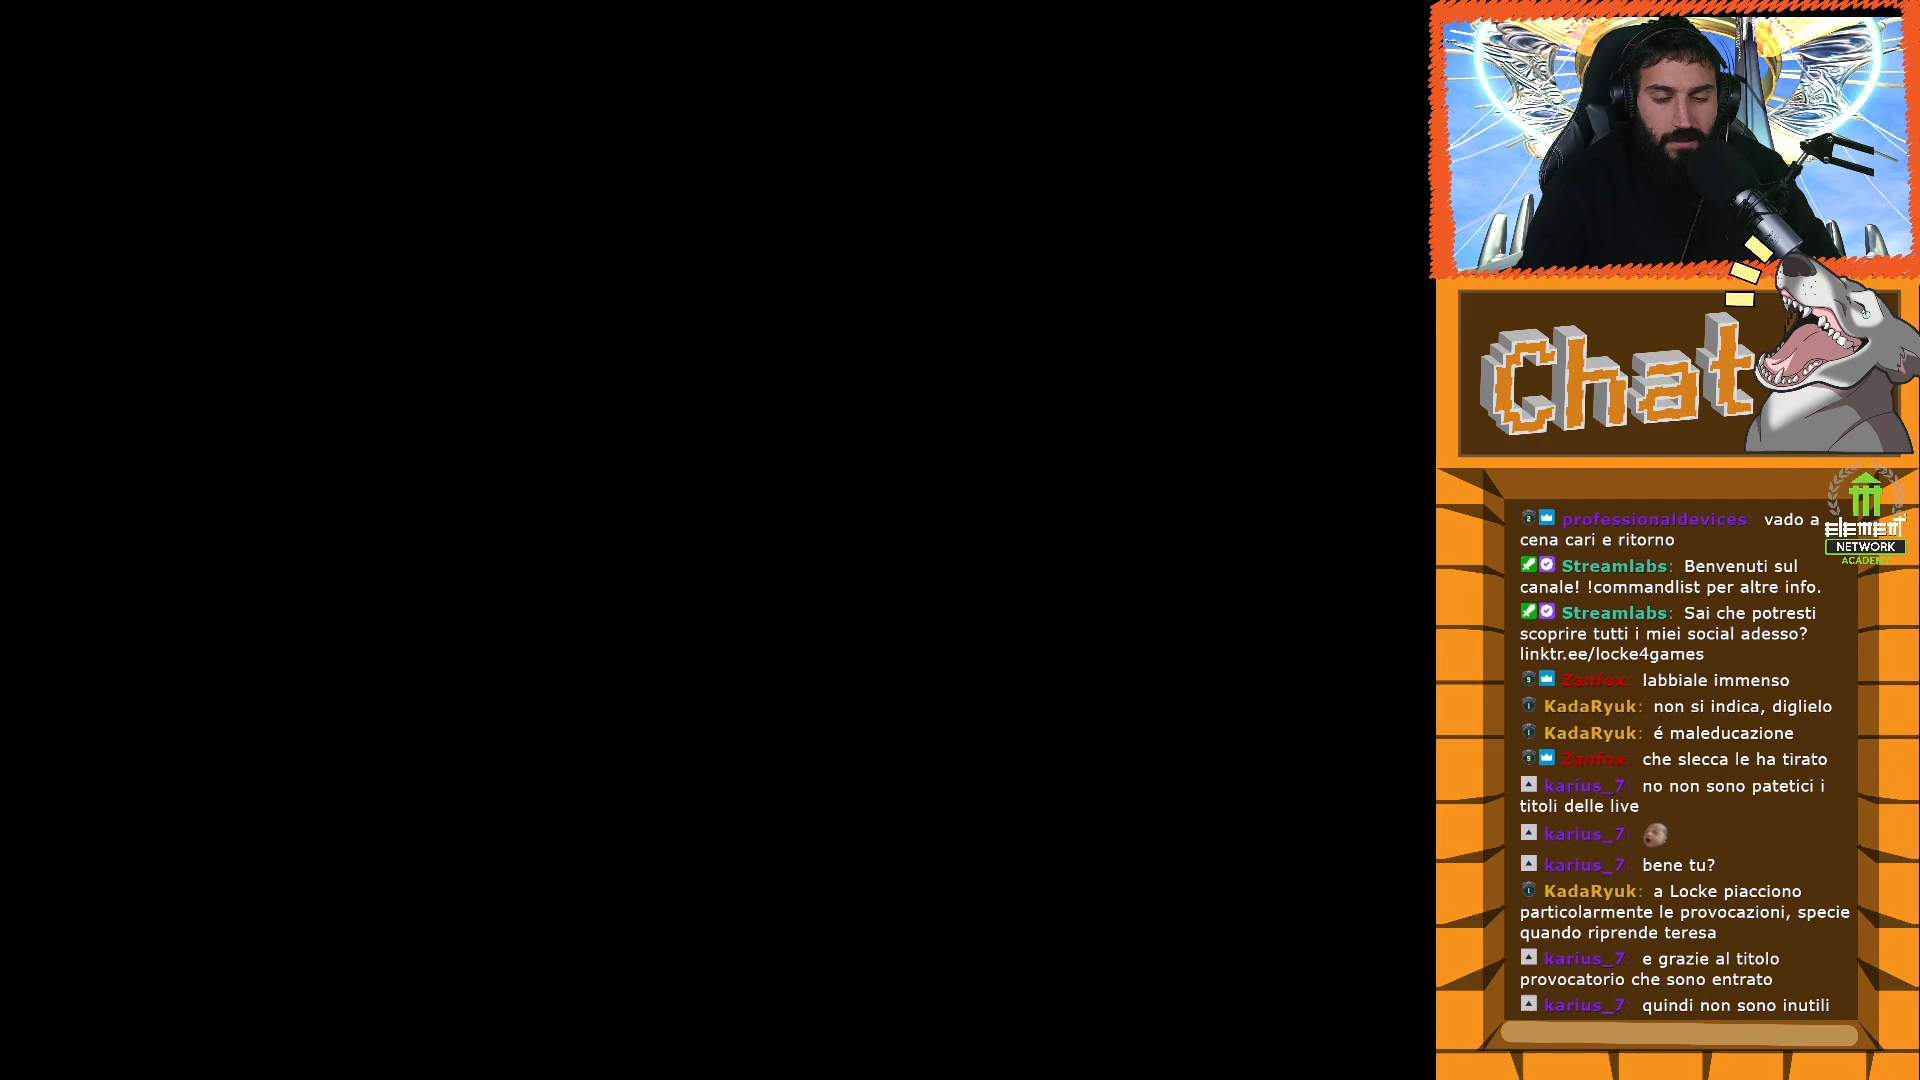 Chat
professionaldevices: vado a
cena cari e ritorno
Streamlabs: Benvenuti sul
canale! !commandlist per altre info.
Streamlabs: Sai che potresti
scoprire tutti i miei social adesso?
linktr.ee/locke4games
Zanfox: labbiale immenso
KadaRyuk: non si indica, diglielo
KadaRyuk: é maleducazione
Zanfox: che slecca le ha tirato
karius_7: no non sono patetici i
titoli delle live
karius_7:
karius_7: bene tu?
KadaRyuk: a Locke piacciono
particolarmente le provocazioni, specie
quando riprende teresa
karius_7: e grazie al titolo
provocatorio che sono entrato
karius_7: quindi non sono inutili
element
NETWORK
ACADEMY